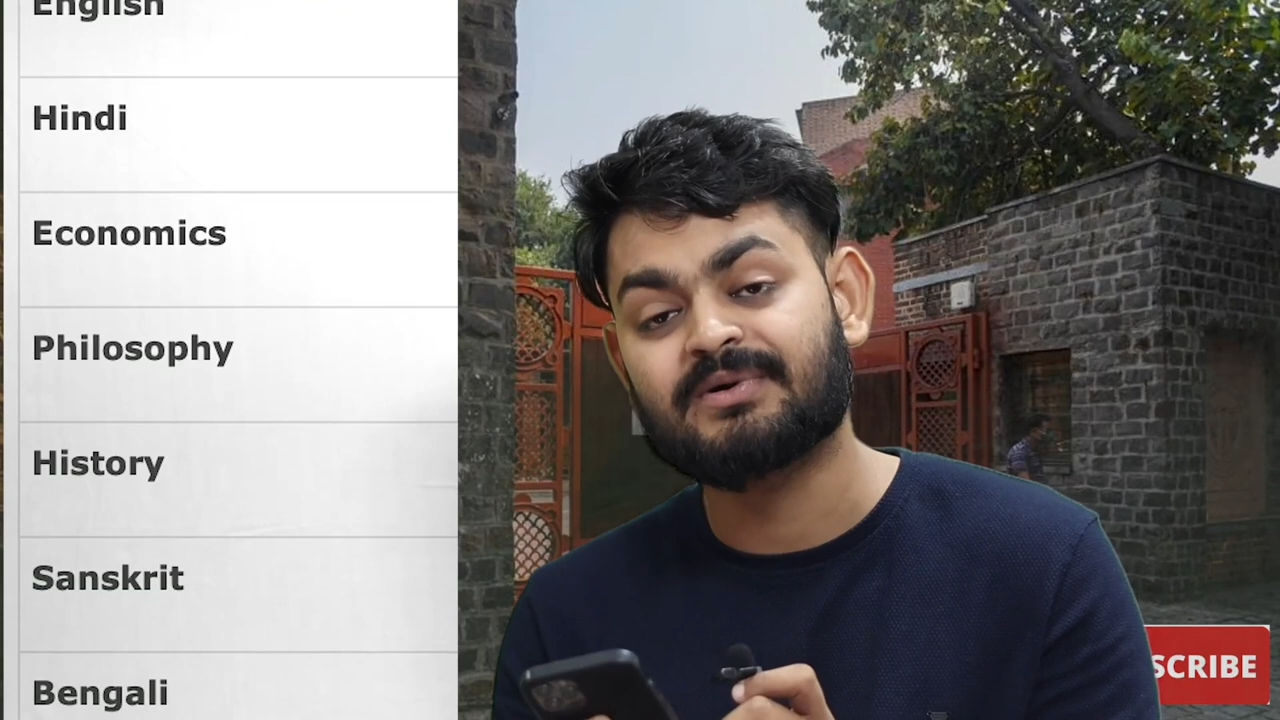 English
Hindi
Economics
Philosophy
History
Sanskrit
Bengali
SCRIBE